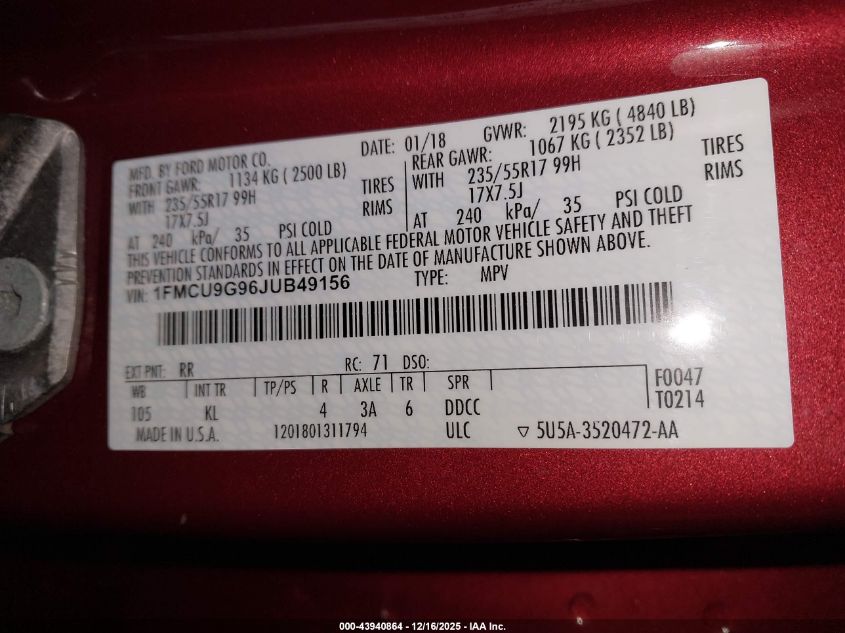 MFD. BY FORD MOTOR CO.
DATE: 01/18 GVWR: 2195 KG ( 4840 LB)
FRONT GAWR: 1134 KG ( 2500 LB)
WITH 235/55R17 99H TIRES
17X7.5J RIMS
AT 240 kPa/ 35 PSI COLD
REAR GAWR: 1067 KG ( 2352 LB)
WITH 235/55R17 99H TIRES
17X7.5J RIMS
AT 240 kPa/ 35 PSI COLD
THIS VEHICLE CONFORMS TO ALL APPLICABLE FEDERAL MOTOR VEHICLE SAFETY AND THEFT
PREVENTION STANDARDS IN EFFECT ON THE DATE OF MANUFACTURE SHOWN ABOVE.
VIN: 1FMCU9G96JUB49156 TYPE: MPV
EXT PNT: RR RC: 71 DSO:
WB INT TR TP/PS R AXLE TR SPR F0047
105 KL 4 3A 6 DDCC T0214
MADE IN U.S.A. 1201801311794 ULC ▽ 5U5A-3520472-AA
000-43940864 - 12/16/2025 - IAA Inc.